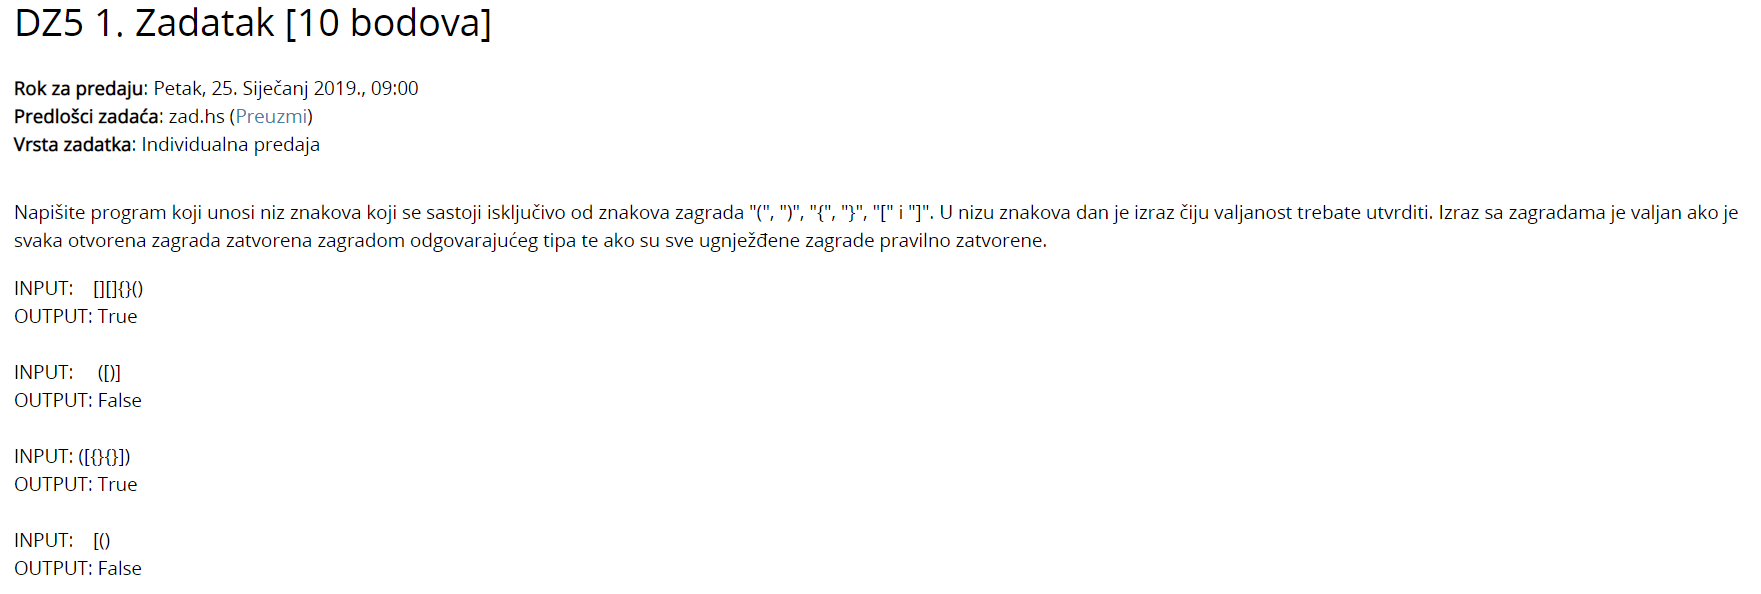 DZ5 1. Zadatak [10 bodova]
Rok za predaju: Petak, 25. Siječanj 2019., 09:00
Predlošci zadaća: zad.hs (Preuzmi)
Vrsta zadatka: Individualna predaja
Napišite program koji unosi niz znakova koji se sastoji isključivo od znakova zagrada "(", ")", "{", "}", "[" i "]". U nizu znakova dan je izraz čiju valjanost trebate utvrditi. Izraz sa zagradama je valjan ako je
svaka otvorena zagrada zatvorena zagradom odgovarajućeg tipa te ako su sve ugnježđene zagrade pravilno zatvorene.
INPUT: [][]{}()
OUTPUT: True
INPUT: ([)]
OUTPUT: False
INPUT: ([{}{}])
OUTPUT: True
INPUT: [()
OUTPUT: False